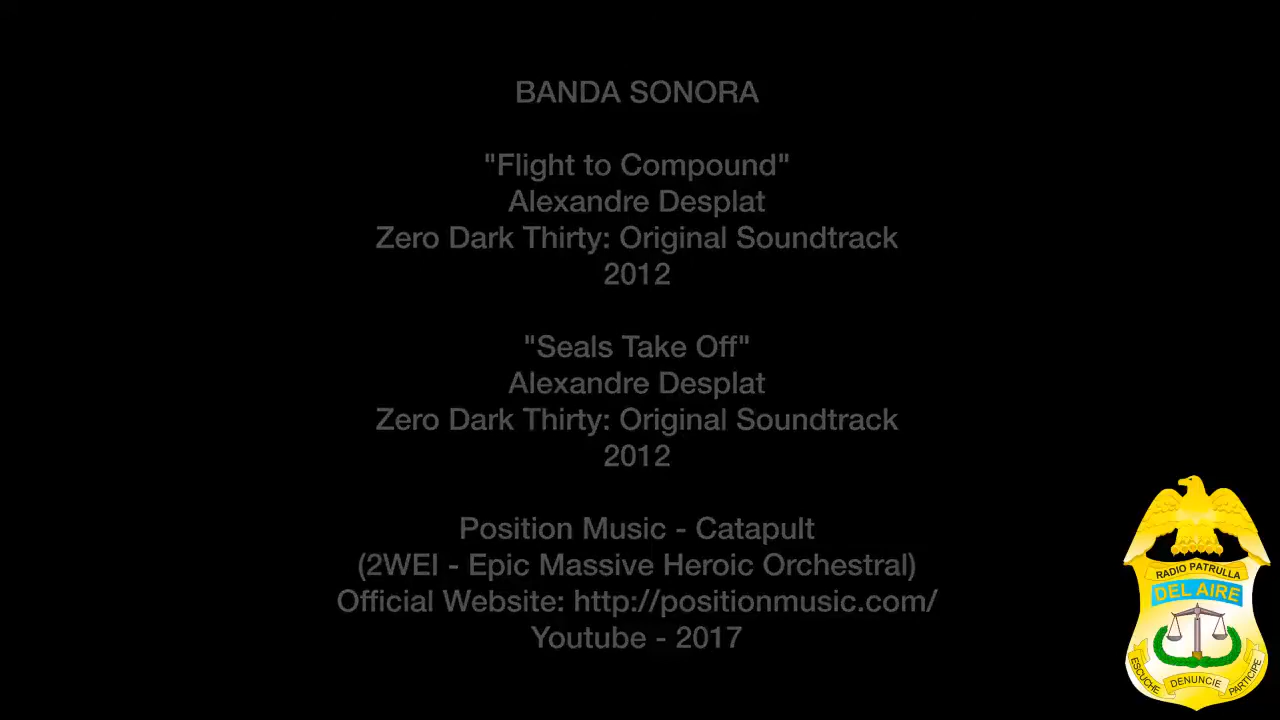 BANDA SONORA
"Flight to Compound"
Alexandre Desplat
Zero Dark Thirty: Original Soundtrack
2012
"Seals Take Off"
Alexandre Desplat
Zero Dark Thirty: Original Soundtrack
2012
Position Music - Catapult
(2WEI - Epic Massive Heroic Orchestral)
Official Website: http://positionmusic.com/
Youtube - 2017
RADIO PATRULLA
DEL AIRE
ESCUCHE
DENUNCIE
PARTICIPE